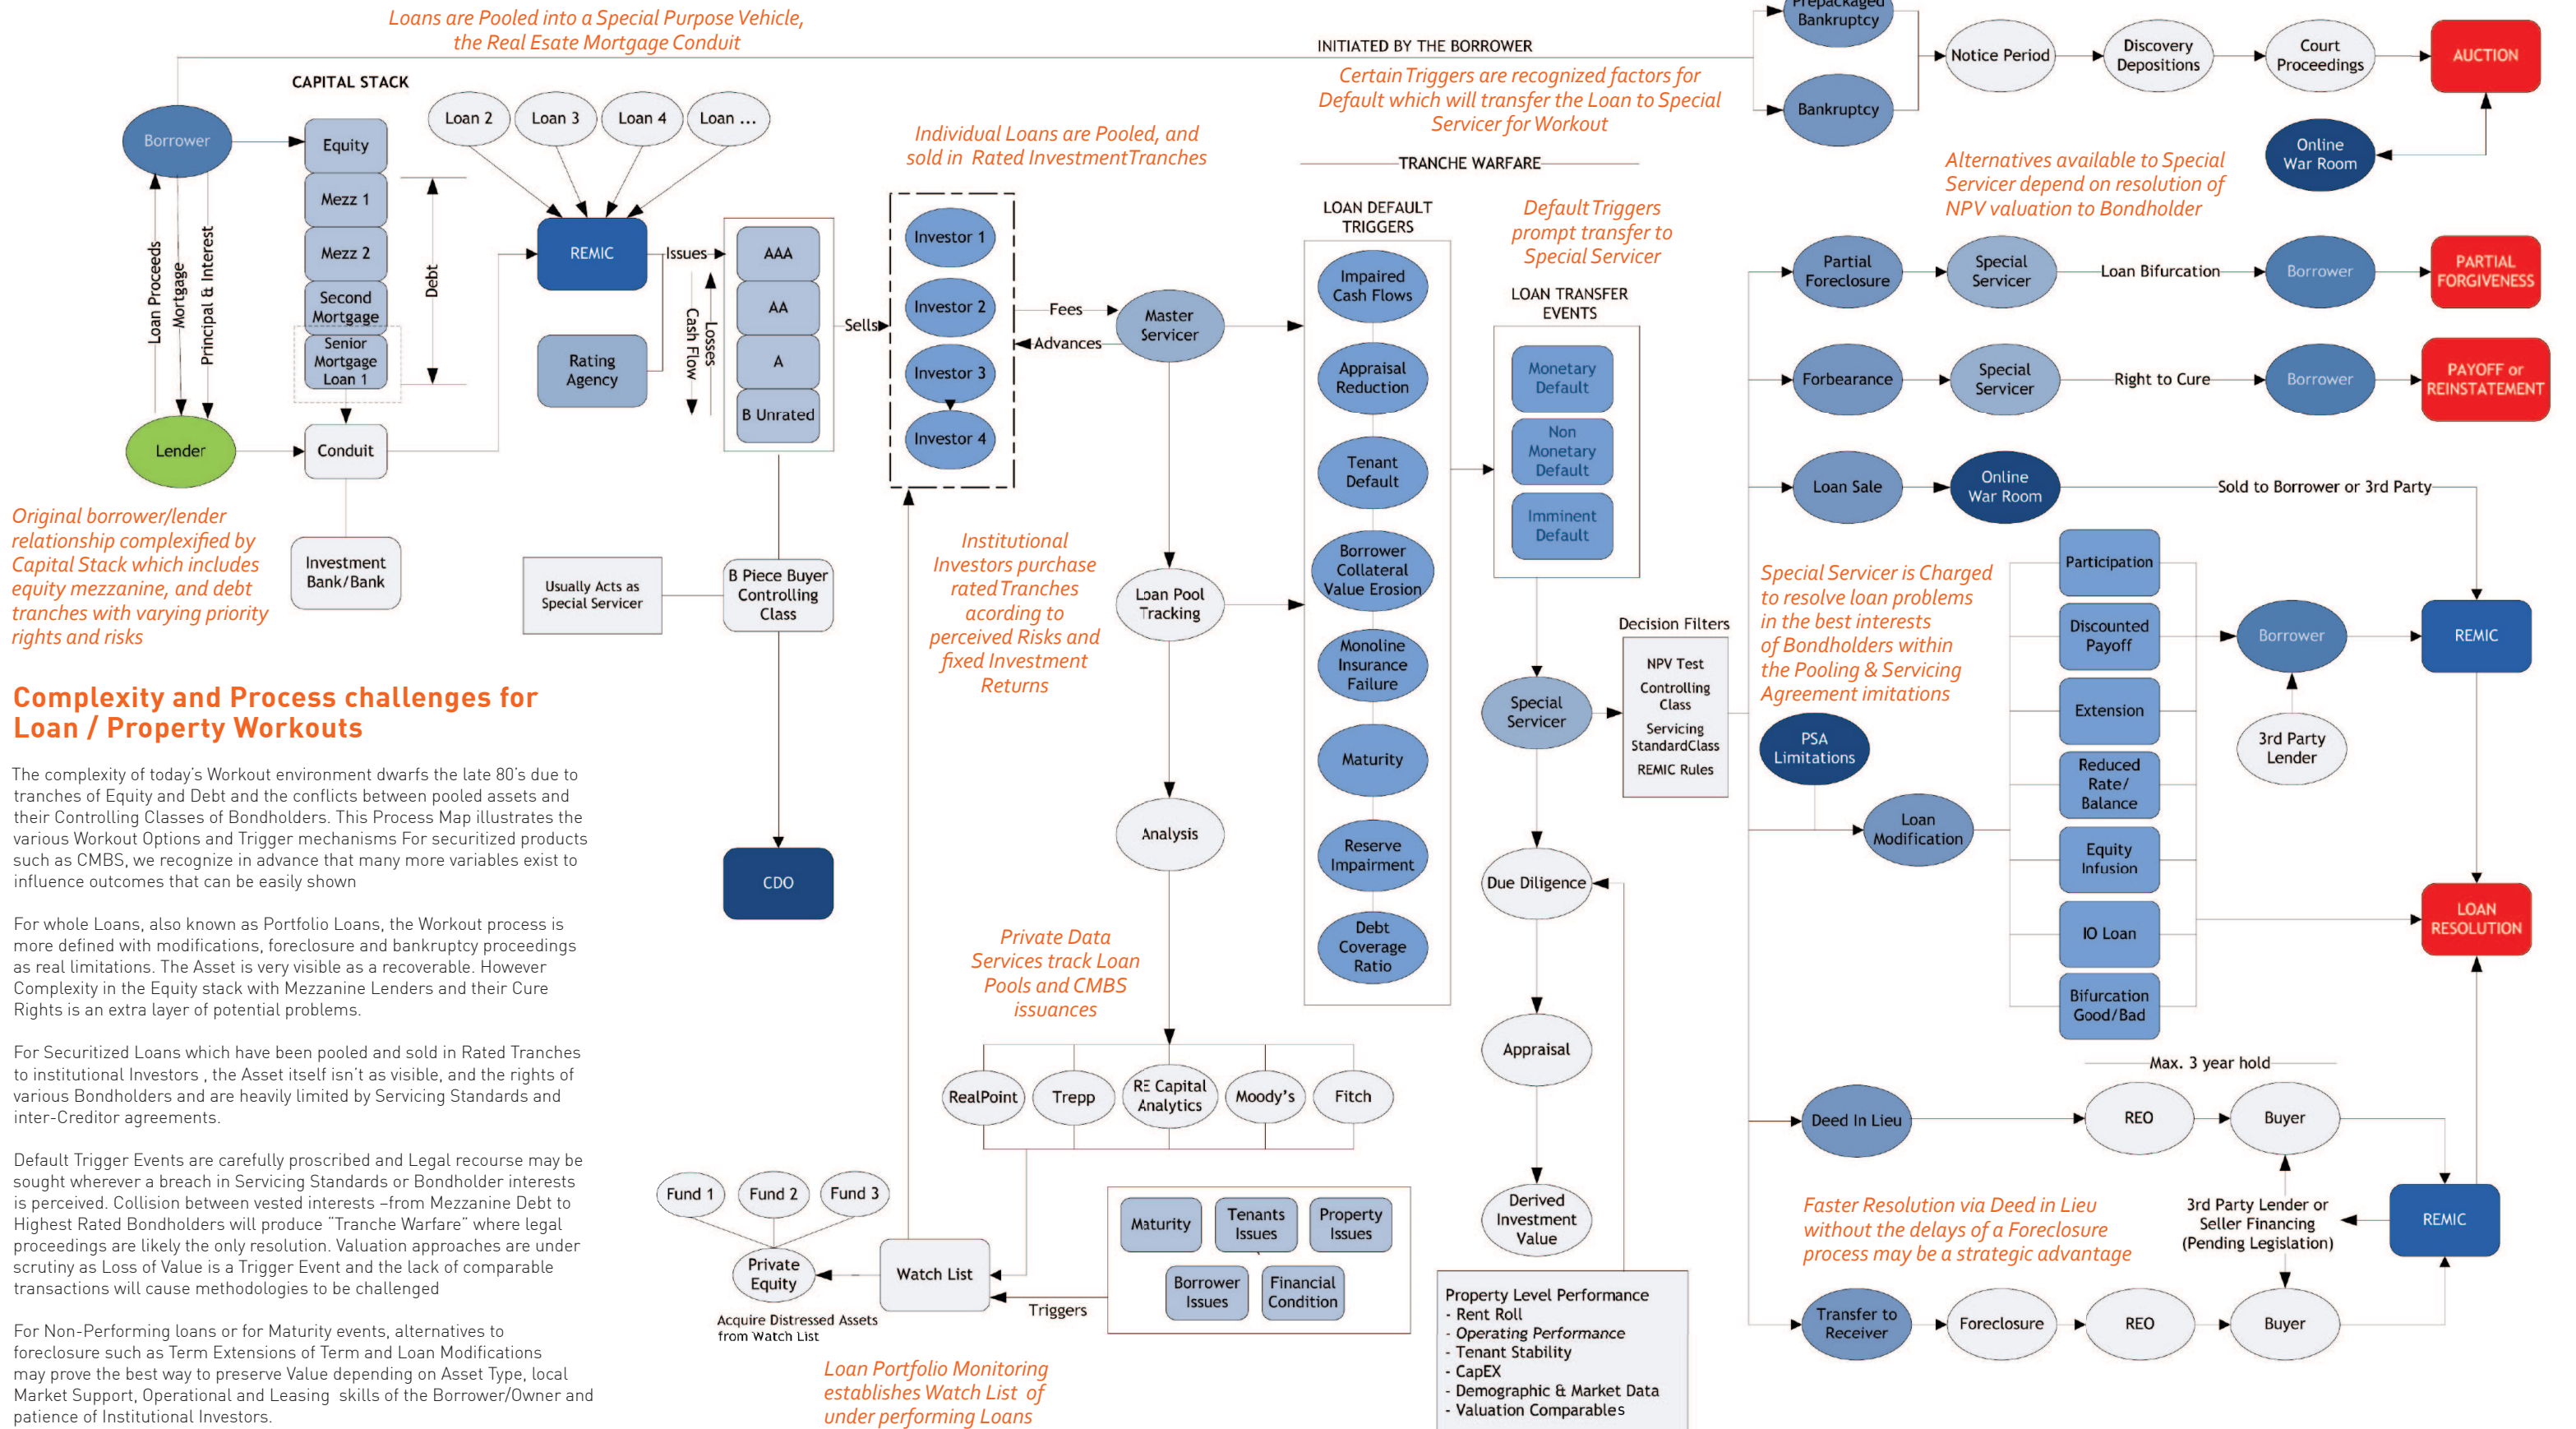 Loans are Pooled into a Special Purpose Vehicle,
the Real Esate Mortgage Conduit
CAPITAL STACK
Borrower
Equity
Mezz 1
Mezz 2
Second
Mortgage
Senior
Mortgage
Loan 1
Debt
Loan Proceeds
Mortgage
Principal & Interest
Lender
Conduit
Investment
Bank/Bank
Original borrower/lender
relationship complexified by
Capital Stack which includes
equity mezzanine, and debt
tranches with varying priority
rights and risks
Loan 2
Loan 3
Loan 4
Loan ...
REMIC
Rating
Agency
Issues
Cash Flow
Losses
AAA
AA
A
B Unrated
Sells
Usually Acts as
Special Servicer
B Piece Buyer
Controlling
Class
CDO
Individual Loans are Pooled, and
sold in Rated InvestmentTranches
Investor 1
Investor 2
Investor 3
Investor 4
Fees
Advances
Master
Servicer
Institutional
Investors purchase
rated Tranches
acording to
perceived Risks and
fixed Investment
Returns
Loan Pool
Tracking
Analysis
Private Data
Services track Loan
Pools and CMBS
issuances
RealPoint
Trepp
RE Capital
Analytics
Moody's
Fitch
Fund 1
Fund 2
Fund 3
Private
Equity
Acquire Distressed Assets
from Watch List
Watch List
Triggers
Maturity
Tenants
Issues
Property
Issues
Borrower
Issues
Financial
Condition
Loan Portfolio Monitoring
establishes Watch List of
under performing Loans
INITIATED BY THE BORROWER
Certain Triggers are recognized factors for
Default which will transfer the Loan to Special
Servicer for Workout
TRANCHE WARFARE
LOAN DEFAULT
TRIGGERS
Impaired
Cash Flows
Appraisal
Reduction
Tenant
Default
Borrower
Collateral
Value Erosion
Monoline
Insurance
Failure
Maturity
Reserve
Impairment
Debt
Coverage
Ratio
Default Triggers
prompt transfer to
Special Servicer
LOAN TRANSFER
EVENTS
Monetary
Default
Non
Monetary
Default
Imminent
Default
Special
Servicer
Decision Filters
NPV Test
Controlling
Class
Servicing
StandardClass
REMIC Rules
Due Diligence
Appraisal
Derived
Investment
Value
Property Level Performance
- Rent Roll
- Operating Performance
- Tenant Stability
- CapEX
- Demographic & Market Data
- Valuation Comparables
Prepackaged
Bankruptcy
Bankruptcy
Notice Period
Discovery
Depositions
Court
Proceedings
AUCTION
Online
War Room
Alternatives available to Special
Servicer depend on resolution of
NPV valuation to Bondholder
Partial
Foreclosure
Special
Servicer
Loan Bifurcation
Borrower
PARTIAL
FORGIVENESS
Forbearance
Special
Servicer
Right to Cure
Borrower
PAYOFF or
REINSTATEMENT
Loan Sale
Online
War Room
Sold to Borrower or 3rd Party
Special Servicer is Charged
to resolve loan problems
in the best interests
of Bondholders within
the Pooling & Servicing
Agreement imitations
PSA
Limitations
Loan
Modification
Participation
Discounted
Payoff
Extension
Reduced
Rate/
Balance
Equity
Infusion
IO Loan
Bifurcation
Good/Bad
Borrower
3rd Party
Lender
REMIC
LOAN
RESOLUTION
Max. 3 year hold
Deed In Lieu
REO
Buyer
Faster Resolution via Deed in Lieu
without the delays of a Foreclosure
process may be a strategic advantage
3rd Party Lender or
Seller Financing
(Pending Legislation)
REMIC
Transfer to
Receiver
Foreclosure
REO
Buyer
Complexity and Process challenges for
Loan / Property Workouts
The complexity of today's Workout environment dwarfs the late 80's due to
tranches of Equity and Debt and the conflicts between pooled assets and
their Controlling Classes of Bondholders. This Process Map illustrates the
various Workout Options and Trigger mechanisms For securitized products
such as CMBS, we recognize in advance that many more variables exist to
influence outcomes that can be easily shown
For whole Loans, also known as Portfolio Loans, the Workout process is
more defined with modifications, foreclosure and bankruptcy proceedings
as real limitations. The Asset is very visible as a recoverable. However
Complexity in the Equity stack with Mezzanine Lenders and their Cure
Rights is an extra layer of potential problems.
For Securitized Loans which have been pooled and sold in Rated Tranches
to institutional Investors , the Asset itself isn't as visible, and the rights of
various Bondholders and are heavily limited by Servicing Standards and
inter-Creditor agreements.
Default Trigger Events are carefully proscribed and Legal recourse may be
sought wherever a breach in Servicing Standards or Bondholder interests
is perceived. Collision between vested interests –from Mezzanine Debt to
Highest Rated Bondholders will produce "Tranche Warfare" where legal
proceedings are likely the only resolution. Valuation approaches are under
scrutiny as Loss of Value is a Trigger Event and the lack of comparable
transactions will cause methodologies to be challenged
For Non-Performing loans or for Maturity events, alternatives to
foreclosure such as Term Extensions of Term and Loan Modifications
may prove the best way to preserve Value depending on Asset Type, local
Market Support, Operational and Leasing skills of the Borrower/Owner and
patience of Institutional Investors.